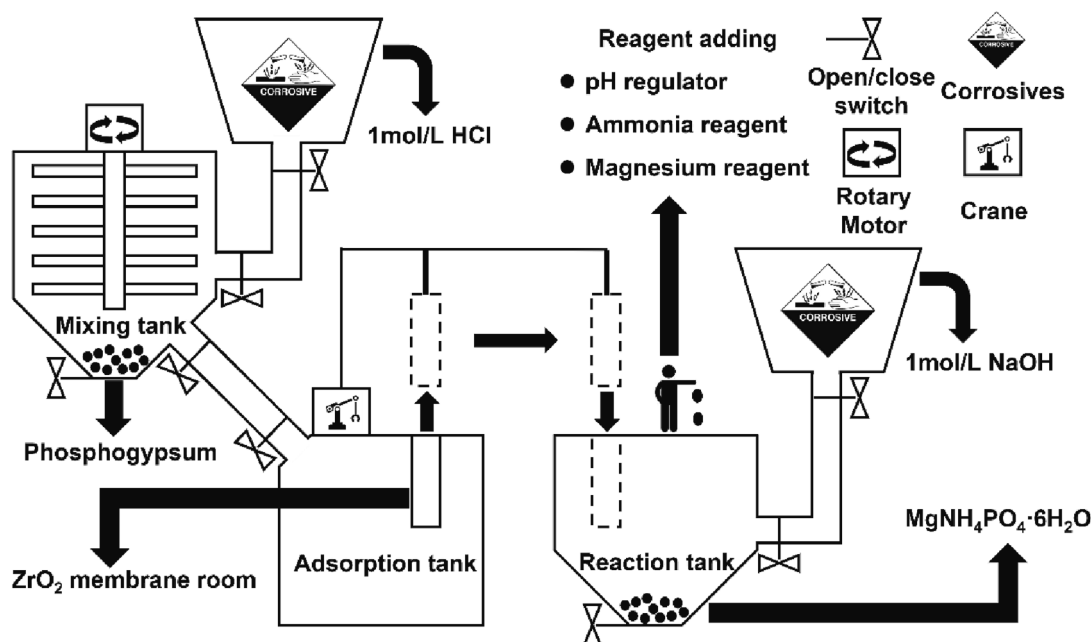 Reagent adding
pH regulator
Ammonia reagent
Magnesium reagent
Open/close
switch
Corrosives
Rotary
Motor
Crane
CORROSIVE
1mol/L HCl
Mixing tank
Phosphogypsum
ZrO₂ membrane room
Adsorption tank
CORROSIVE
1mol/L NaOH
Reaction tank
MgNH₄PO₄·6H₂O